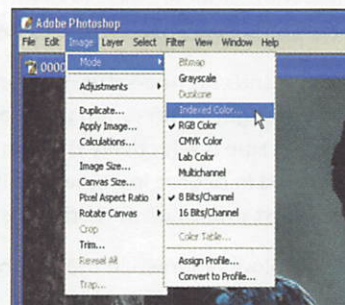 Adobe Photoshop
File Edit Image Layer Select Filter View Window Help
0000
Mode
Adjustments
Duplicate...
Apply Image...
Calculations...
Image Size...
Canvas Size...
Pixel Aspect Ratio
Rotate Canvas
Crop
Trim...
Reveal All
Trap...
Bitmap
Grayscale
Duotone
Indexed Color...
RGB Color
CMYK Color
Lab Color
Multichannel
8 Bits/Channel
16 Bits/Channel
Color Table...
Assign Profile...
Convert to Profile...